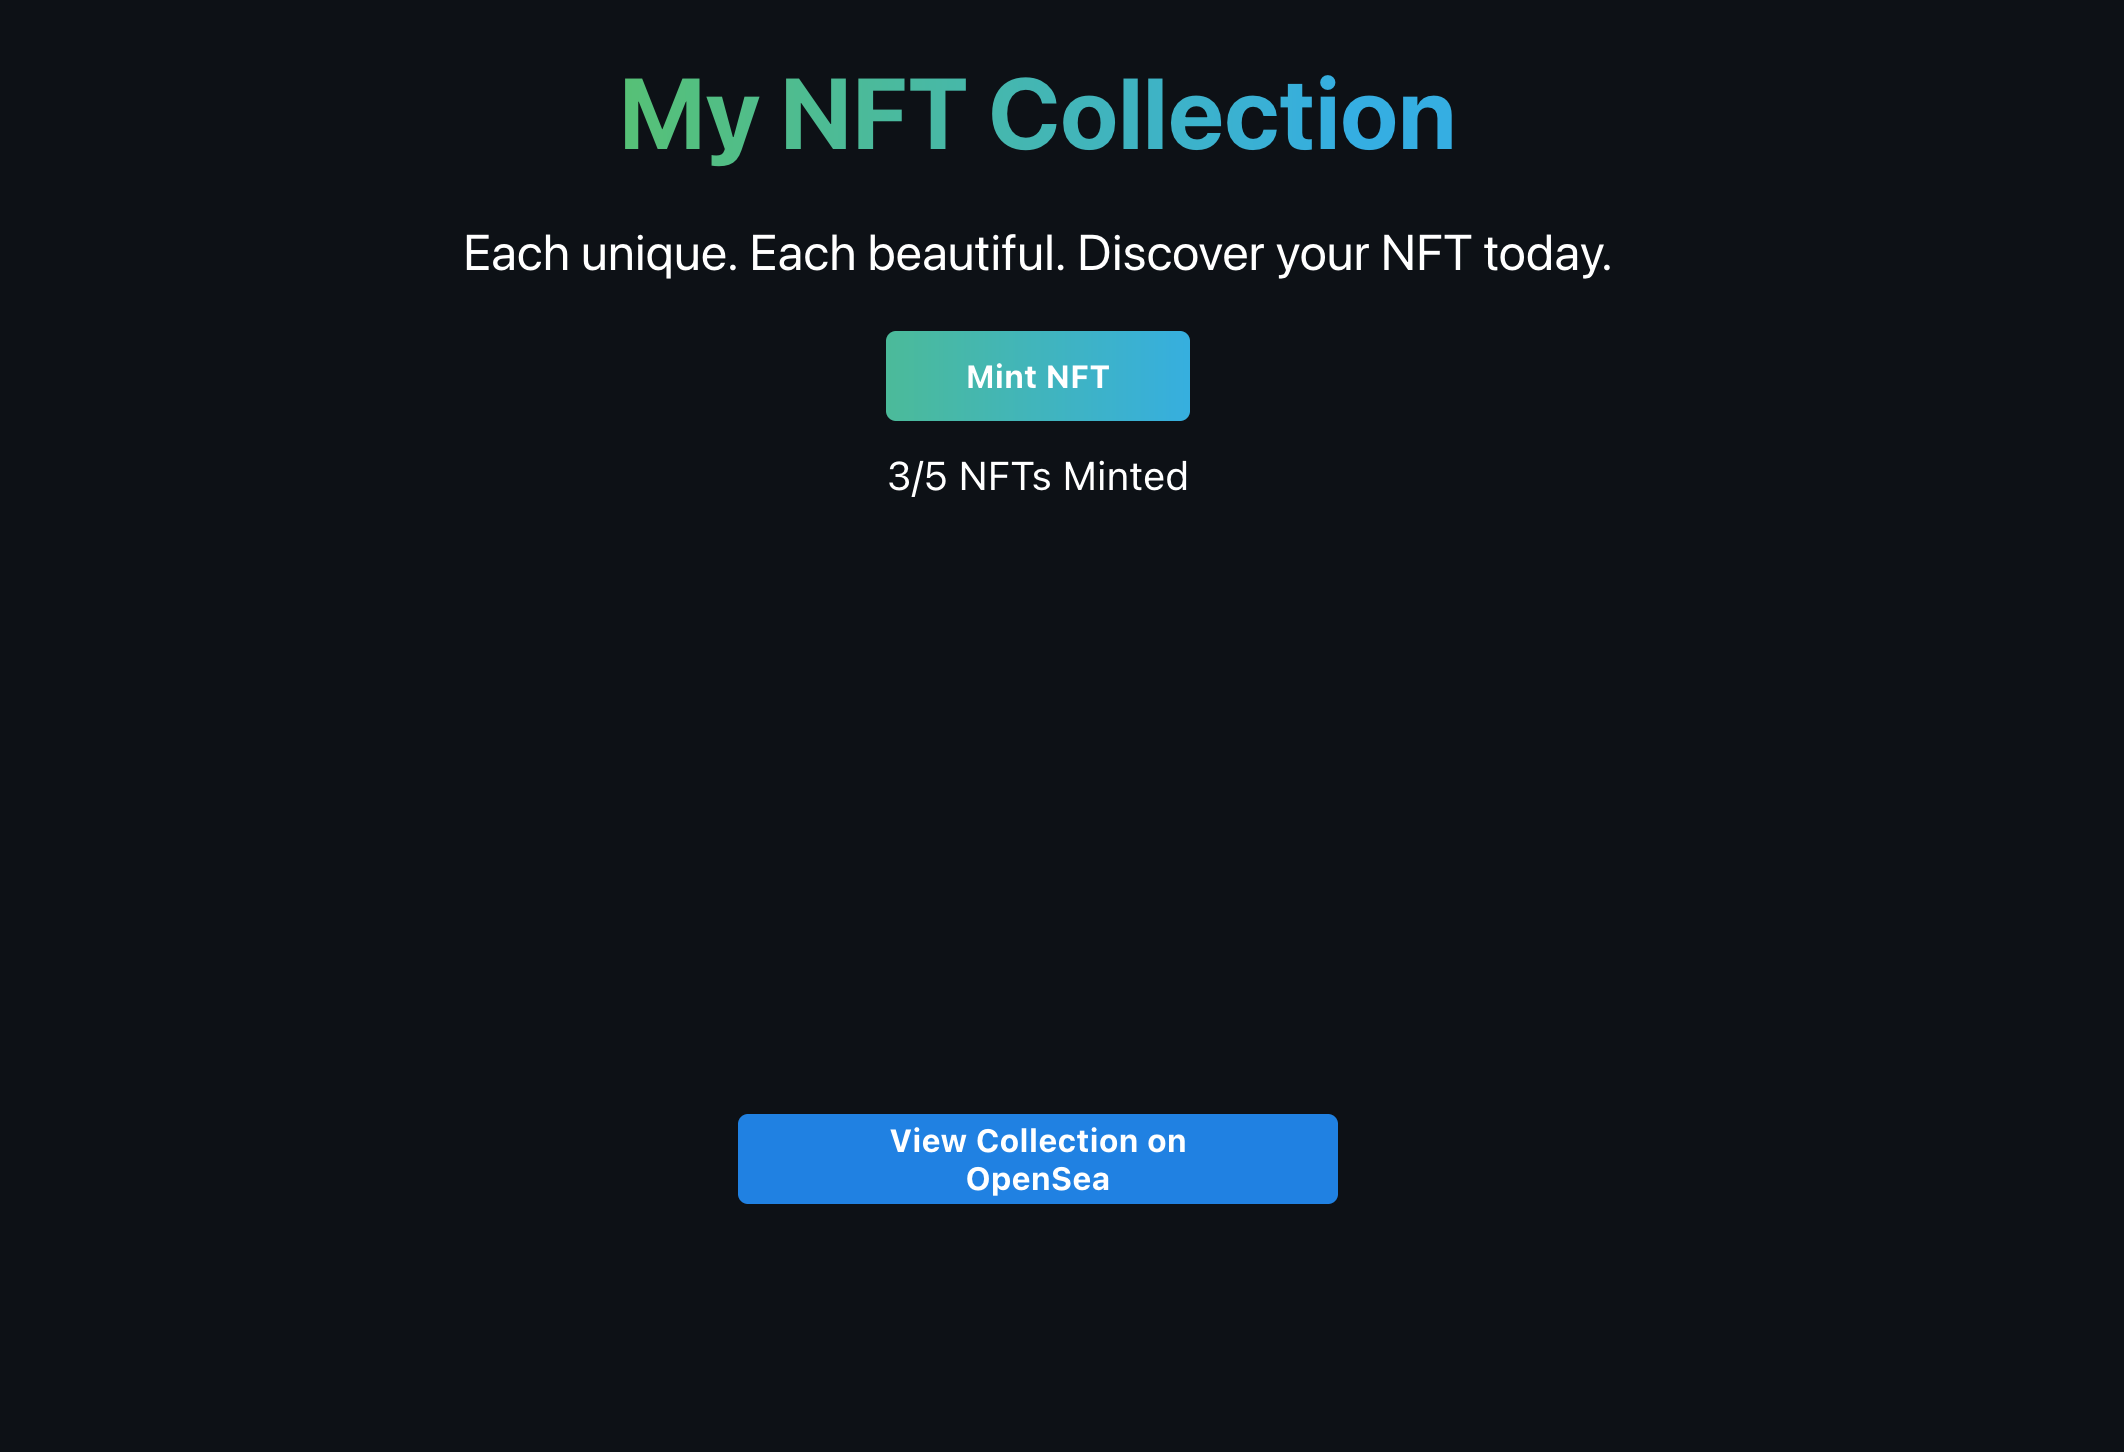 My NFT Collection
Each unique. Each beautiful. Discover your NFT today.
Mint NFT
3/5 NFTs Minted
View Collection on
OpenSea